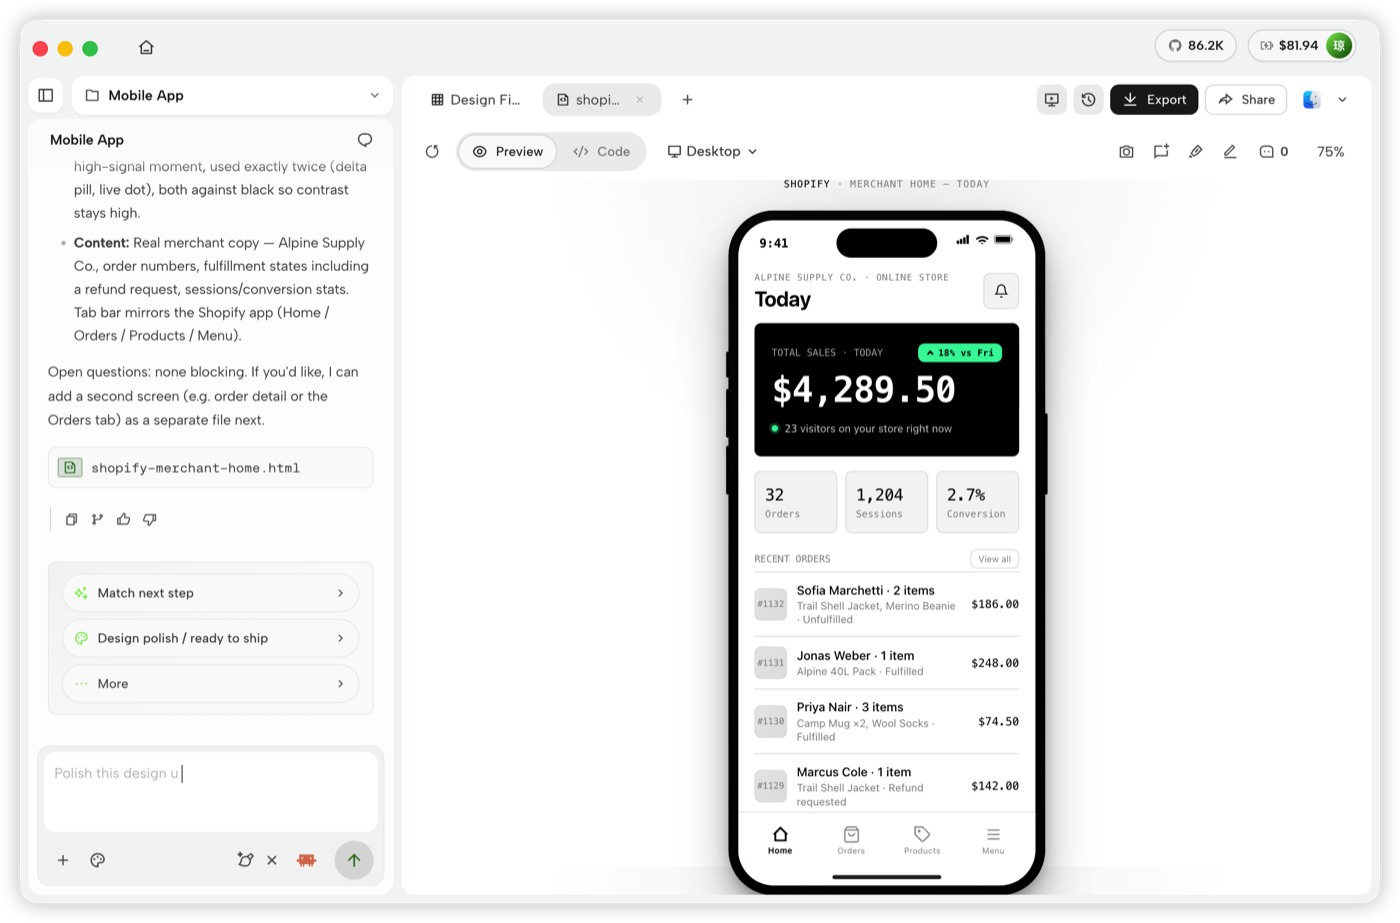 86.2K
$81.94
琼
Mobile App
Design Fi...
shopi...
Export
Share
Mobile App
high-signal moment, used exactly twice (delta
pill, live dot), both against black so contrast
stays high.
Content: Real merchant copy — Alpine Supply
Co., order numbers, fulfillment states including
a refund request, sessions/conversion stats.
Tab bar mirrors the Shopify app (Home /
Orders / Products / Menu).
Open questions: none blocking. If you'd like, I can
add a second screen (e.g. order detail or the
Orders tab) as a separate file next.
shopify-merchant-home.html
Match next step
Design polish / ready to ship
More
Polish this design u
Preview
Code
Desktop
0
75%
SHOPIFY · MERCHANT HOME — TODAY
9:41
ALPINE SUPPLY CO. · ONLINE STORE
Today
TOTAL SALES · TODAY
18% vs Fri
$4,289.50
23 visitors on your store right now
32
Orders
1,204
Sessions
2.7%
Conversion
RECENT ORDERS
View all
#1132
Sofia Marchetti · 2 items
Trail Shell Jacket, Merino Beanie
· Unfulfilled
$186.00
#1131
Jonas Weber · 1 item
Alpine 40L Pack · Fulfilled
$248.00
#1130
Priya Nair · 3 items
Camp Mug ×2, Wool Socks ·
Fulfilled
$74.50
#1129
Marcus Cole · 1 item
Trail Shell Jacket · Refund
requested
$142.00
Home
Orders
Products
Menu